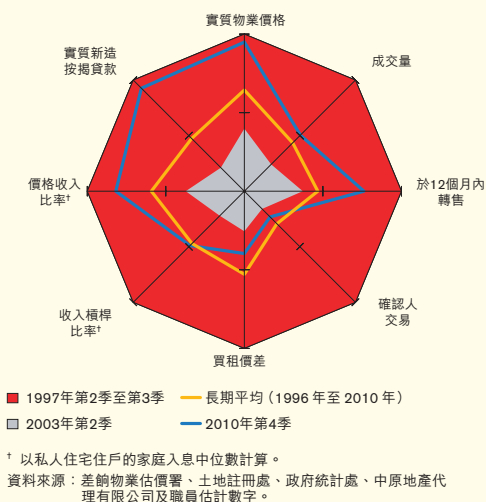 實質物業價格
實質新造
按揭貸款
成交量
價格收入
比率†
於12個月內
轉售
收入槓桿
比率†
確認人
交易
買租價差
1997年第2季至第3季
長期平均（1996 年至 2010 年）
2003年第2季
2010年第4季
† 以私人住宅住戶的家庭入息中位數計算。
資料來源：差餉物業估價署、土地註冊處、政府統計處、中原地產代
理有限公司及職員估計數字。